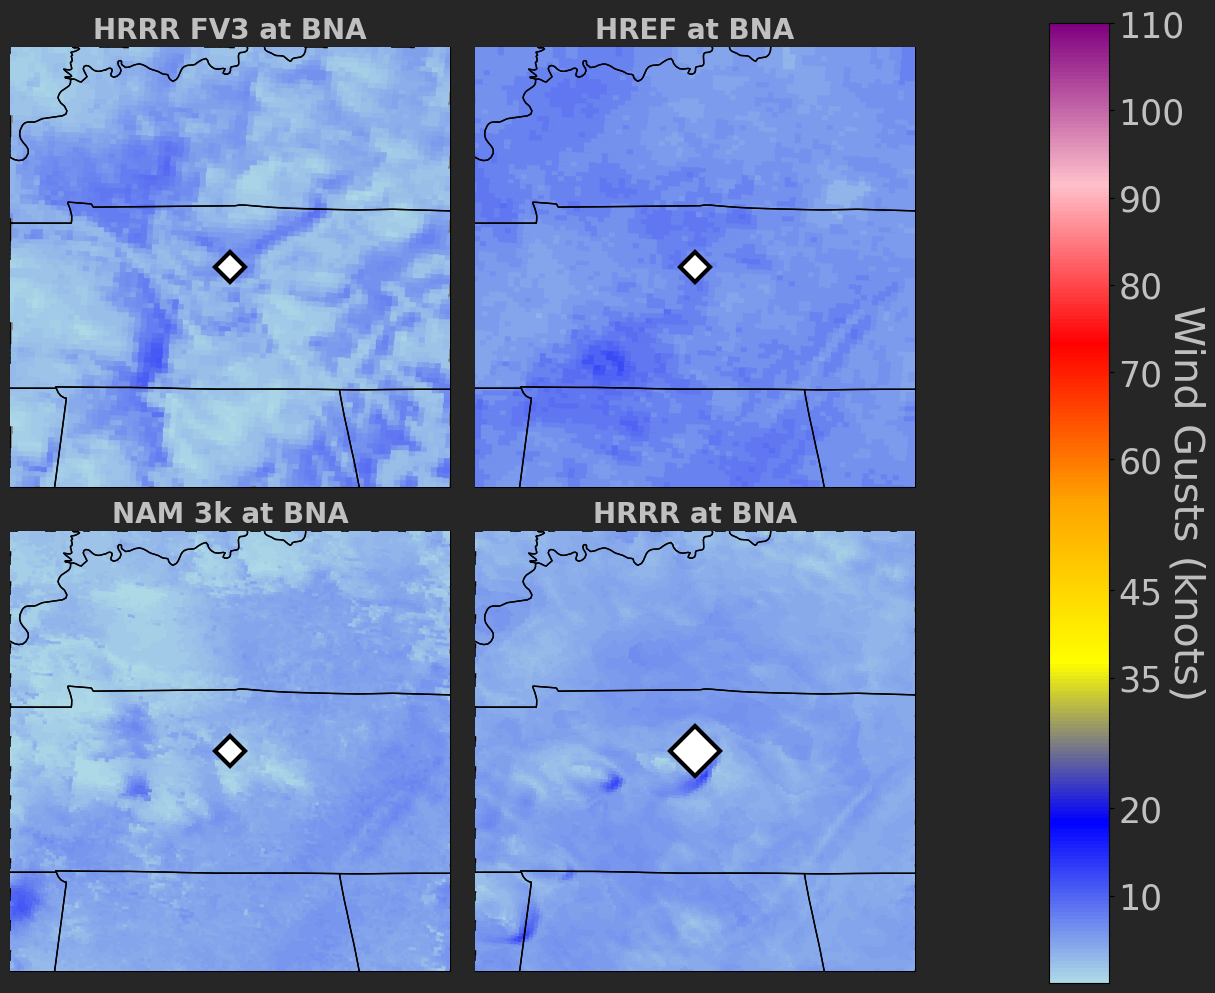 HRRR FV3 at BNA
HREF at BNA
NAM 3k at BNA
HRRR at BNA
110
100
90
80
70
60
45
35
20
10
Wind Gusts (knots)